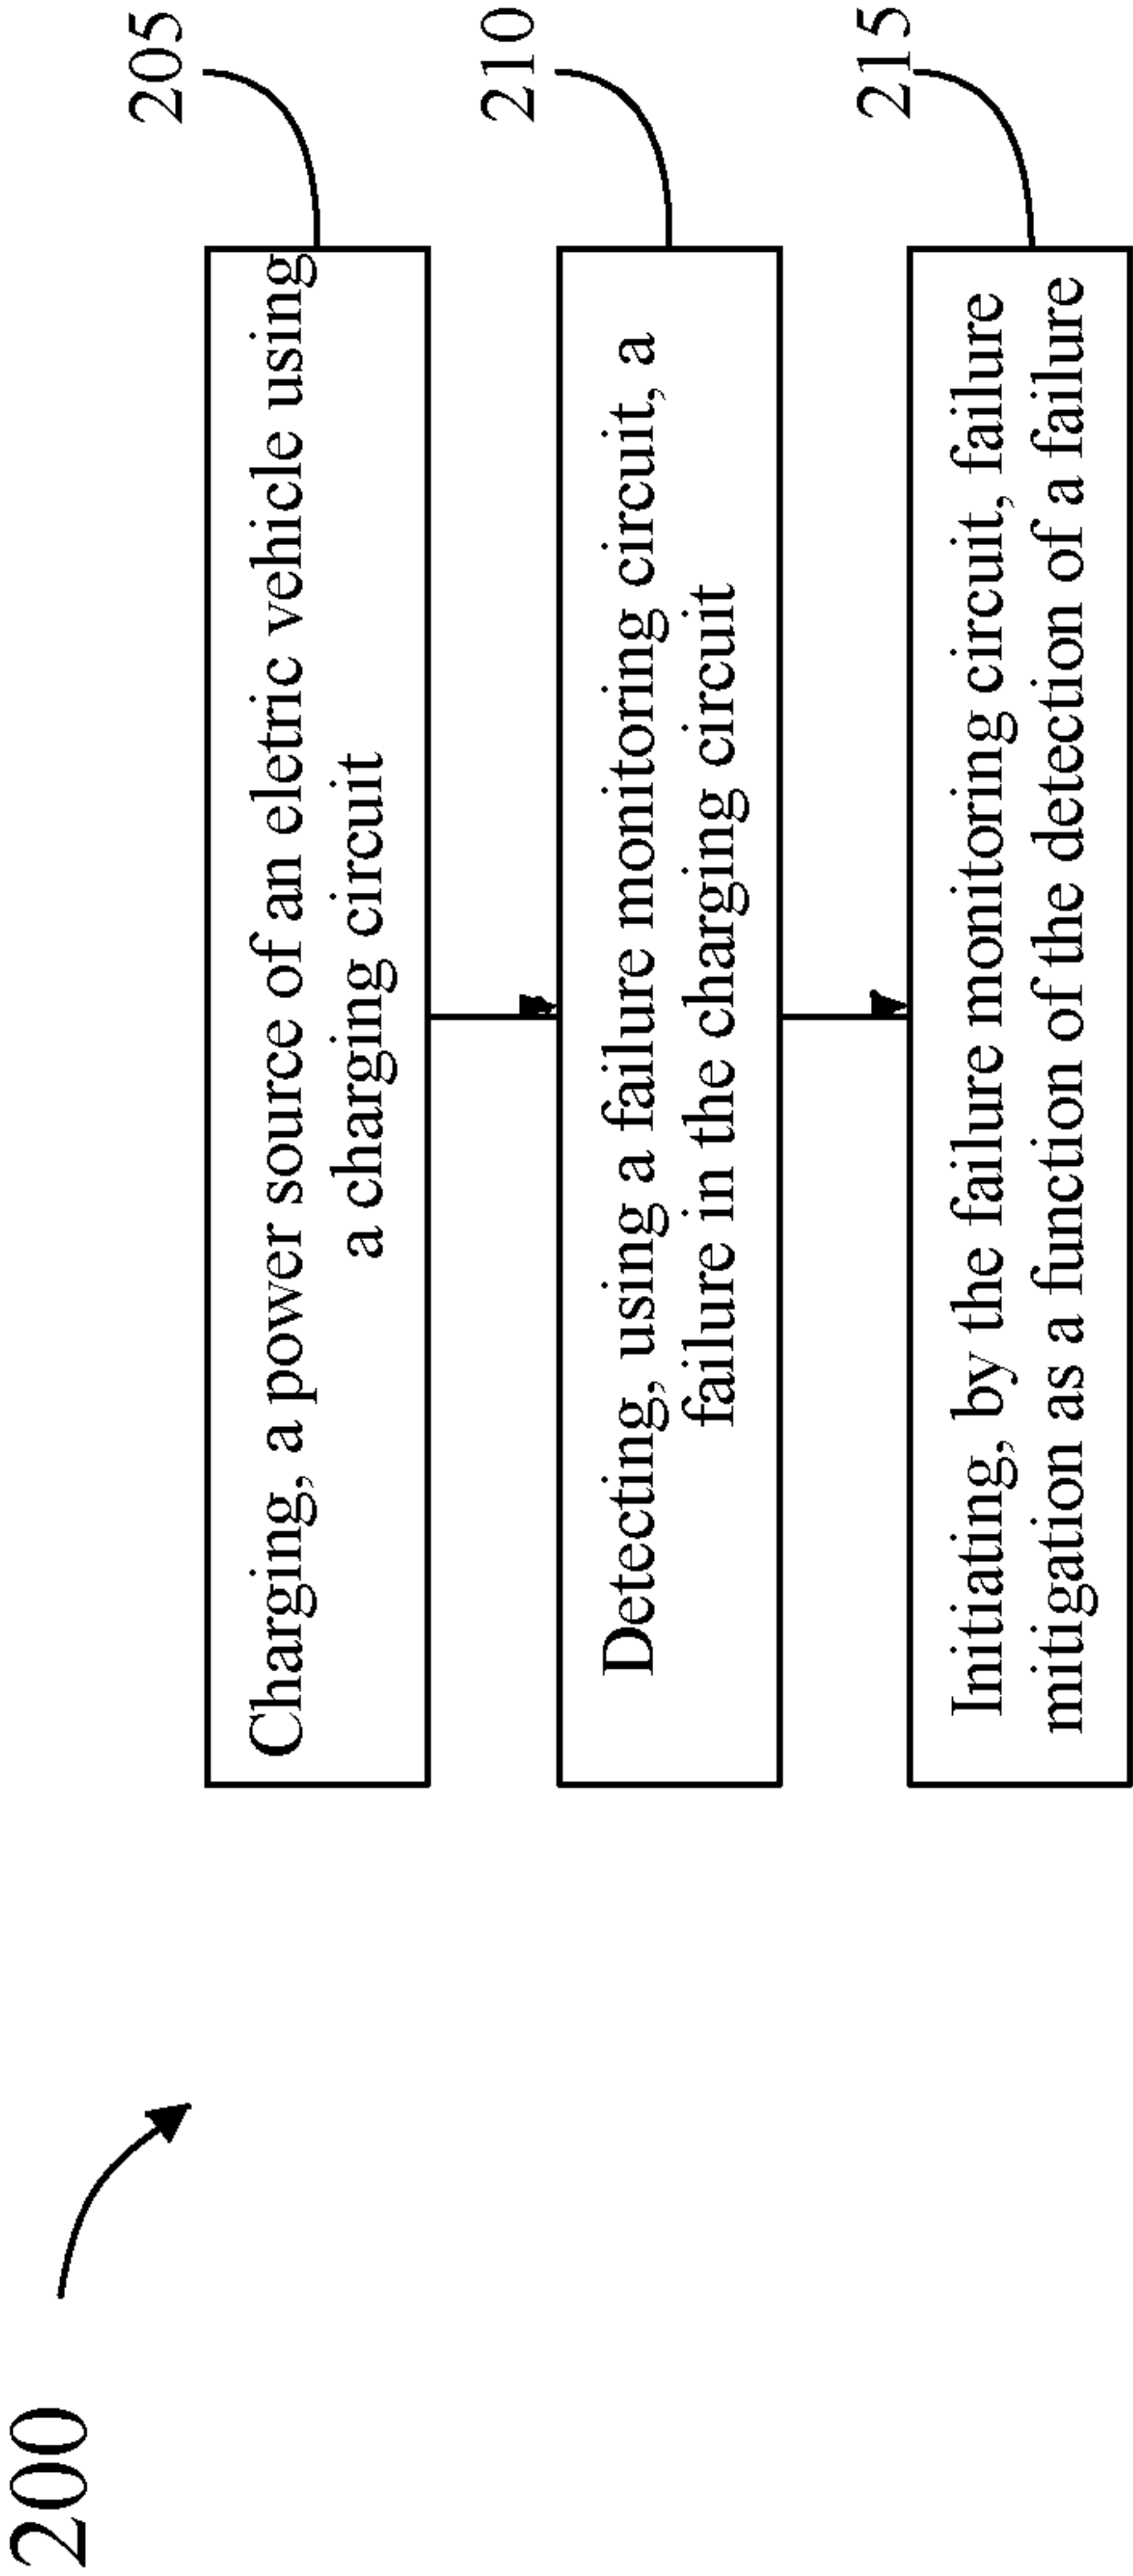 200
205
Charging, a power source of an eletric vehicle using
a charging circuit
210
Detecting, using a failure monitoring circuit, a
failure in the charging circuit
215
Initiating, by the failure monitoring circuit, failure
mitigation as a function of the detection of a failure